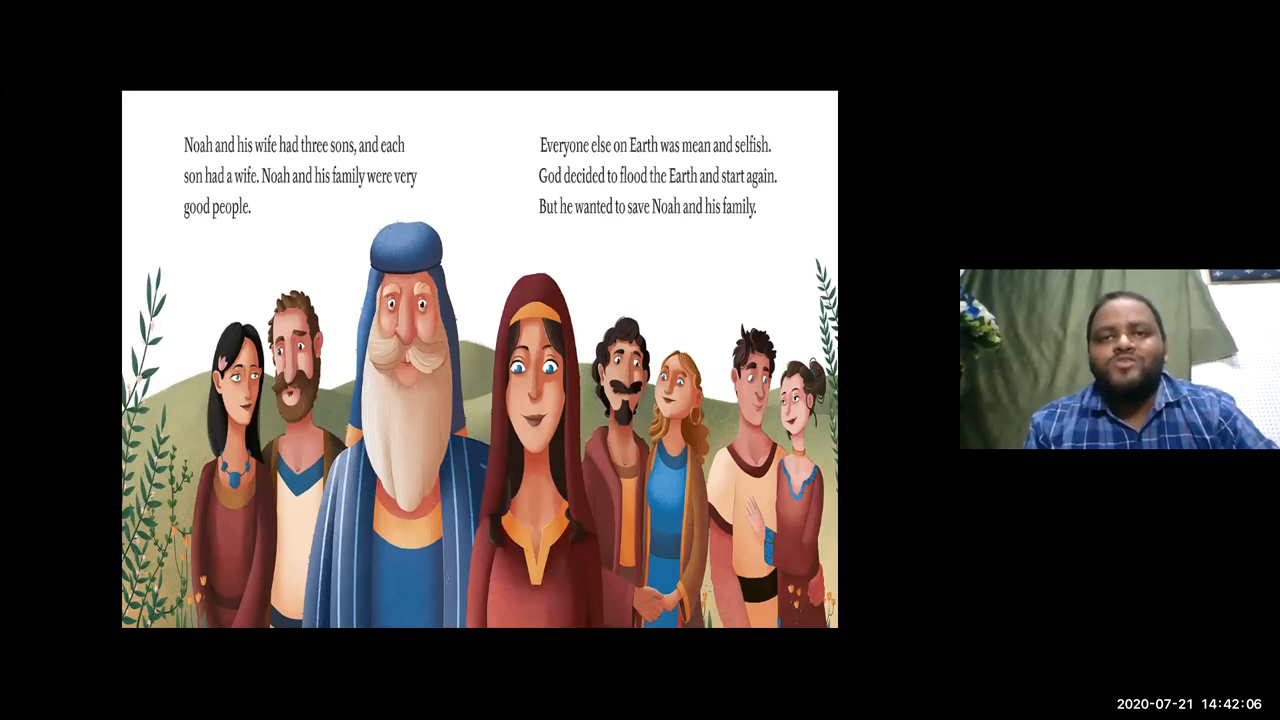 Noah and his wife had three sons, and each
son had a wife. Noah and his family were very
good people.
Everyone else on Earth was mean and selfish.
God decided to flood the Earth and start again.
But he wanted to save Noah and his family.
2020-07-21 14:42:06